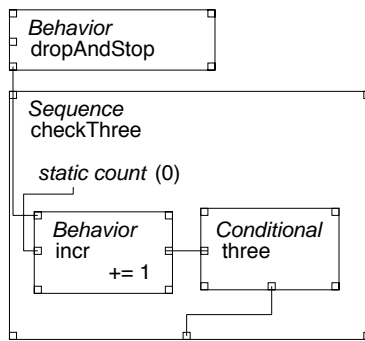 Behavior
dropAndStop
Sequence
checkThree
static count (0)
Behavior
incr
+= 1
Conditional
three